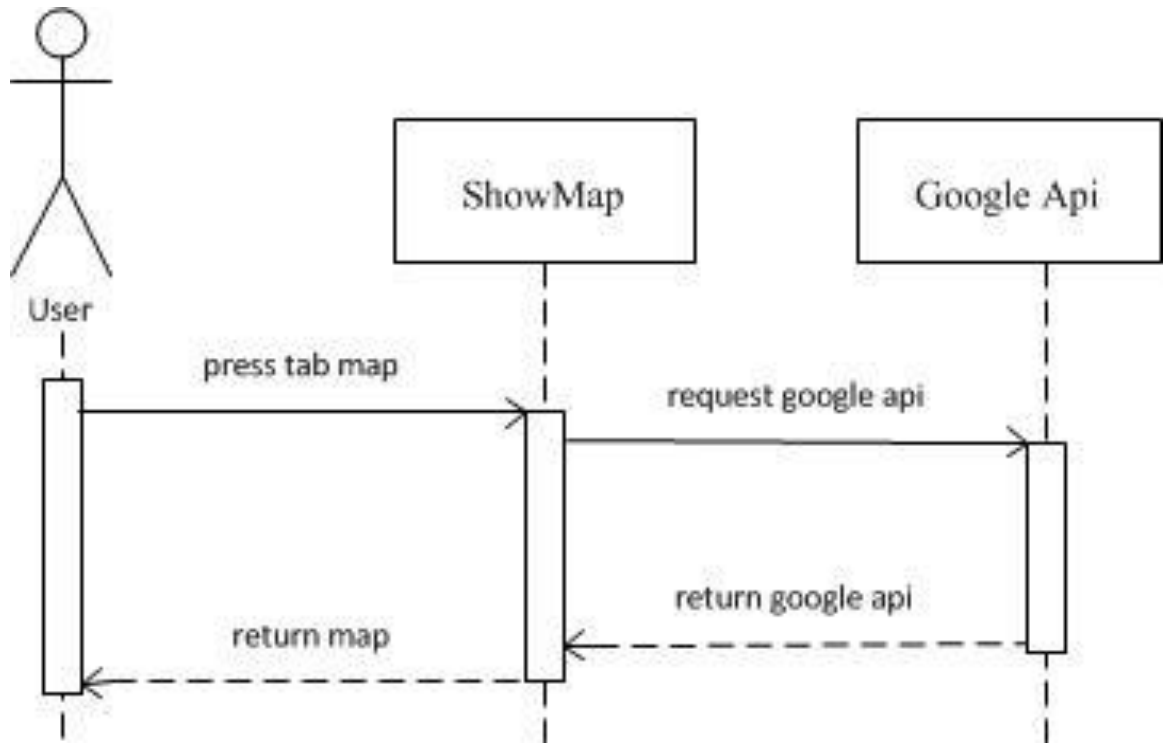 ShowMap
Google Api
User
press tab map
request google api
return google api
return map